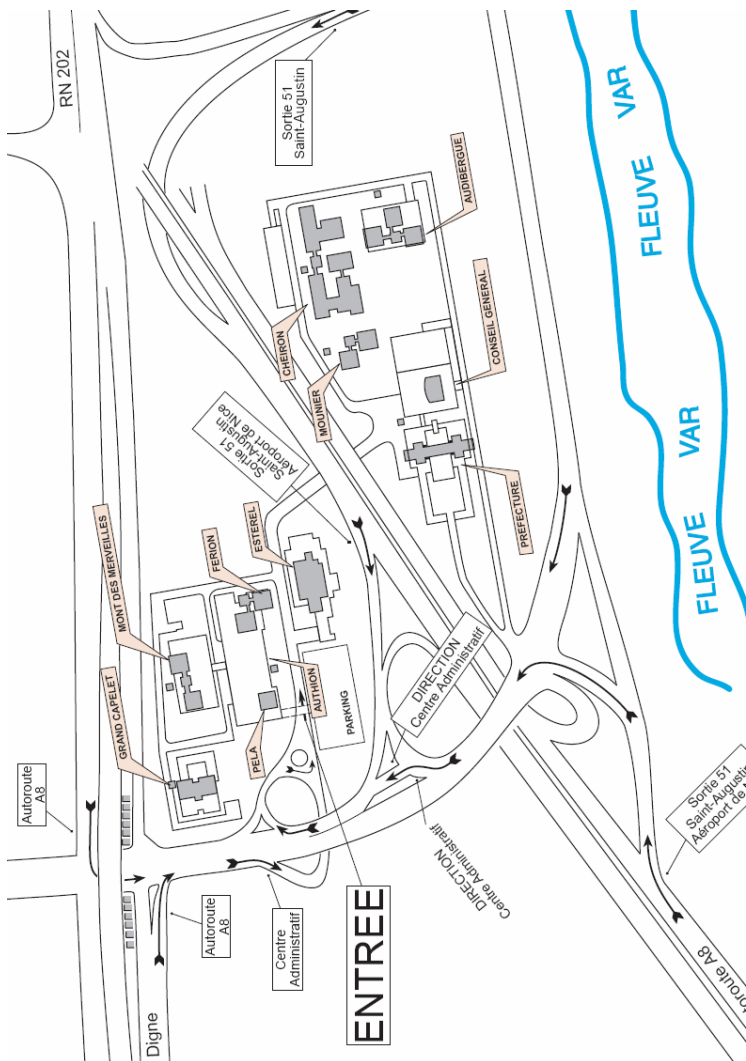 RN 202
Sortie 51
Saint-Augustin
FLEUVE VAR
AUDIBERGUE
CHEIRON
MOUNIER
CONSEIL GENERAL
PREFECTURE
Sortie 51
Saint-Augustin
Aéroport de Nice
MONT DES MERVEILLES
FERION
ESTEREL
GRAND CAPELET
PELA
AUTHION
PARKING
FLEUVE VAR
DIRECTION
Centre Administratif
Autoroute
A8
DIRECTION
Centre Administratif
Sortie 51
Saint-Augustin
Aéroport de
Autoroute
A8
Centre
Administratif
ENTREE
Digne
A8